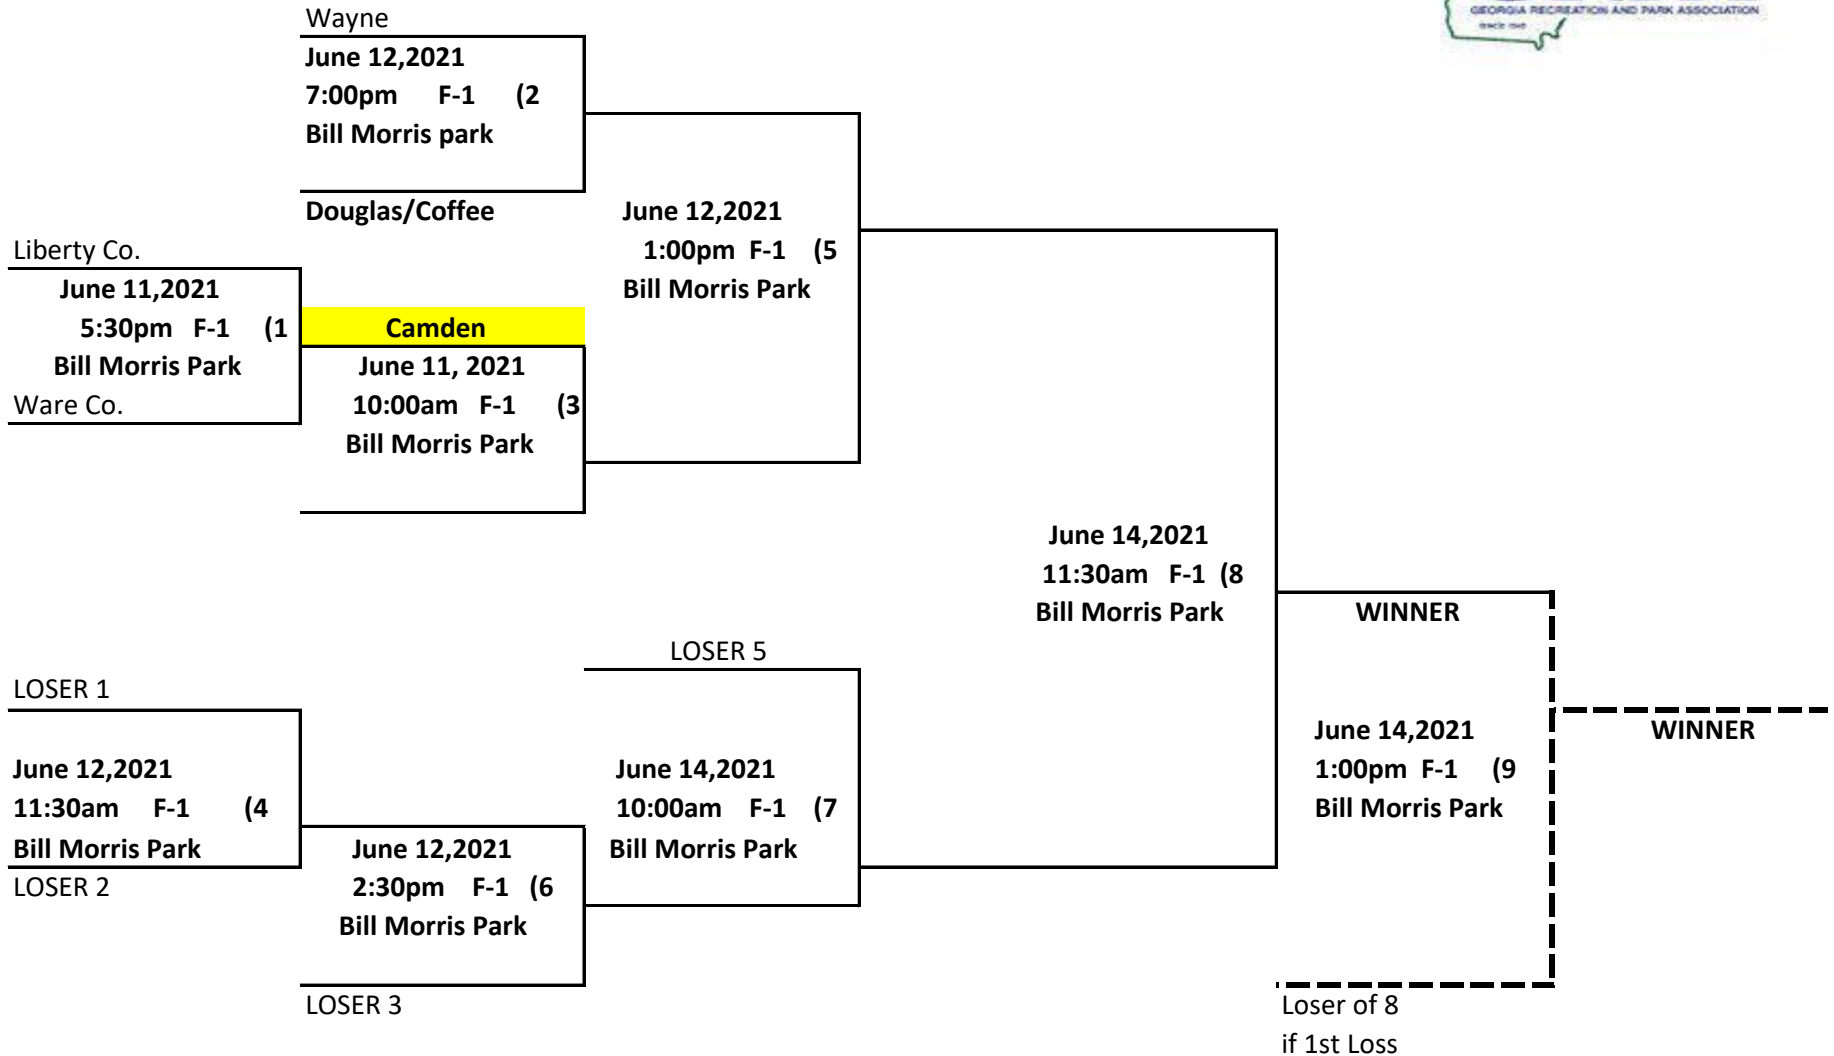 Wayne
June 12,2021
7:00pm F-1 (2
Bill Morris park
Douglas/Coffee
GEORGIA RECREATION AND PARK ASSOCIATION
Liberty Co.
June 11,2021
5:30pm F-1 (1
Bill Morris Park
Ware Co.
Camden
June 11, 2021
10:00am F-1 (3
Bill Morris Park
June 12,2021
1:00pm F-1 (5
Bill Morris Park
June 14,2021
11:30am F-1 (8
Bill Morris Park
WINNER
LOSER 1
June 12,2021
11:30am F-1 (4
Bill Morris Park
LOSER 2
June 12,2021
2:30pm F-1 (6
Bill Morris Park
LOSER 3
LOSER 5
June 14,2021
10:00am F-1 (7
Bill Morris Park
June 14,2021
1:00pm F-1 (9
Bill Morris Park
WINNER
Loser of 8
if 1st Loss